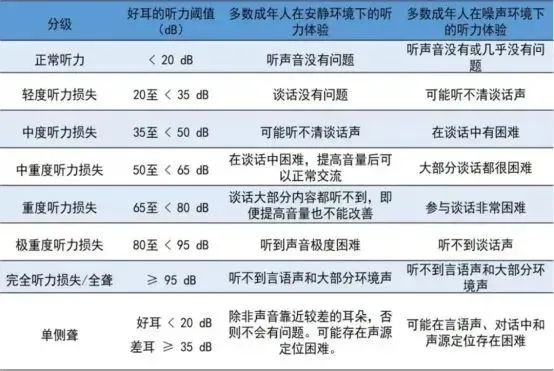 分级 好耳的听力阈值（dB） 多数成年人在安静环境下的听力体验 多数成年人在噪声环境下的听力体验
正常听力 < 20 dB 听声音没有问题 听声音没有或几乎没有问题
轻度听力损失 20至 < 35 dB 谈话没有问题 可能听不清谈话声
中度听力损失 35至 < 50 dB 可能听不清谈话声 在谈话中有困难
中重度听力损失 50至 < 65 dB 在谈话中困难，提高音量后可以正常交流 大部分谈话都很困难
重度听力损失 65至 < 80 dB 谈话大部分内容都听不到，即便提高音量也不能改善 参与谈话非常困难
极重度听力损失 80至 < 95 dB 听到声音极度困难 听不到谈话声
完全听力损失/全聋 ≥ 95 dB 听不到言语声和大部分环境声 听不到言语声和大部分环境声
单侧聋 好耳 < 20 dB 差耳 ≥ 35 dB 除非声音靠近较差的耳朵，否则不会有问题。可能存在声源定位困难。 可能在言语声、对话中和声源定位存在困难